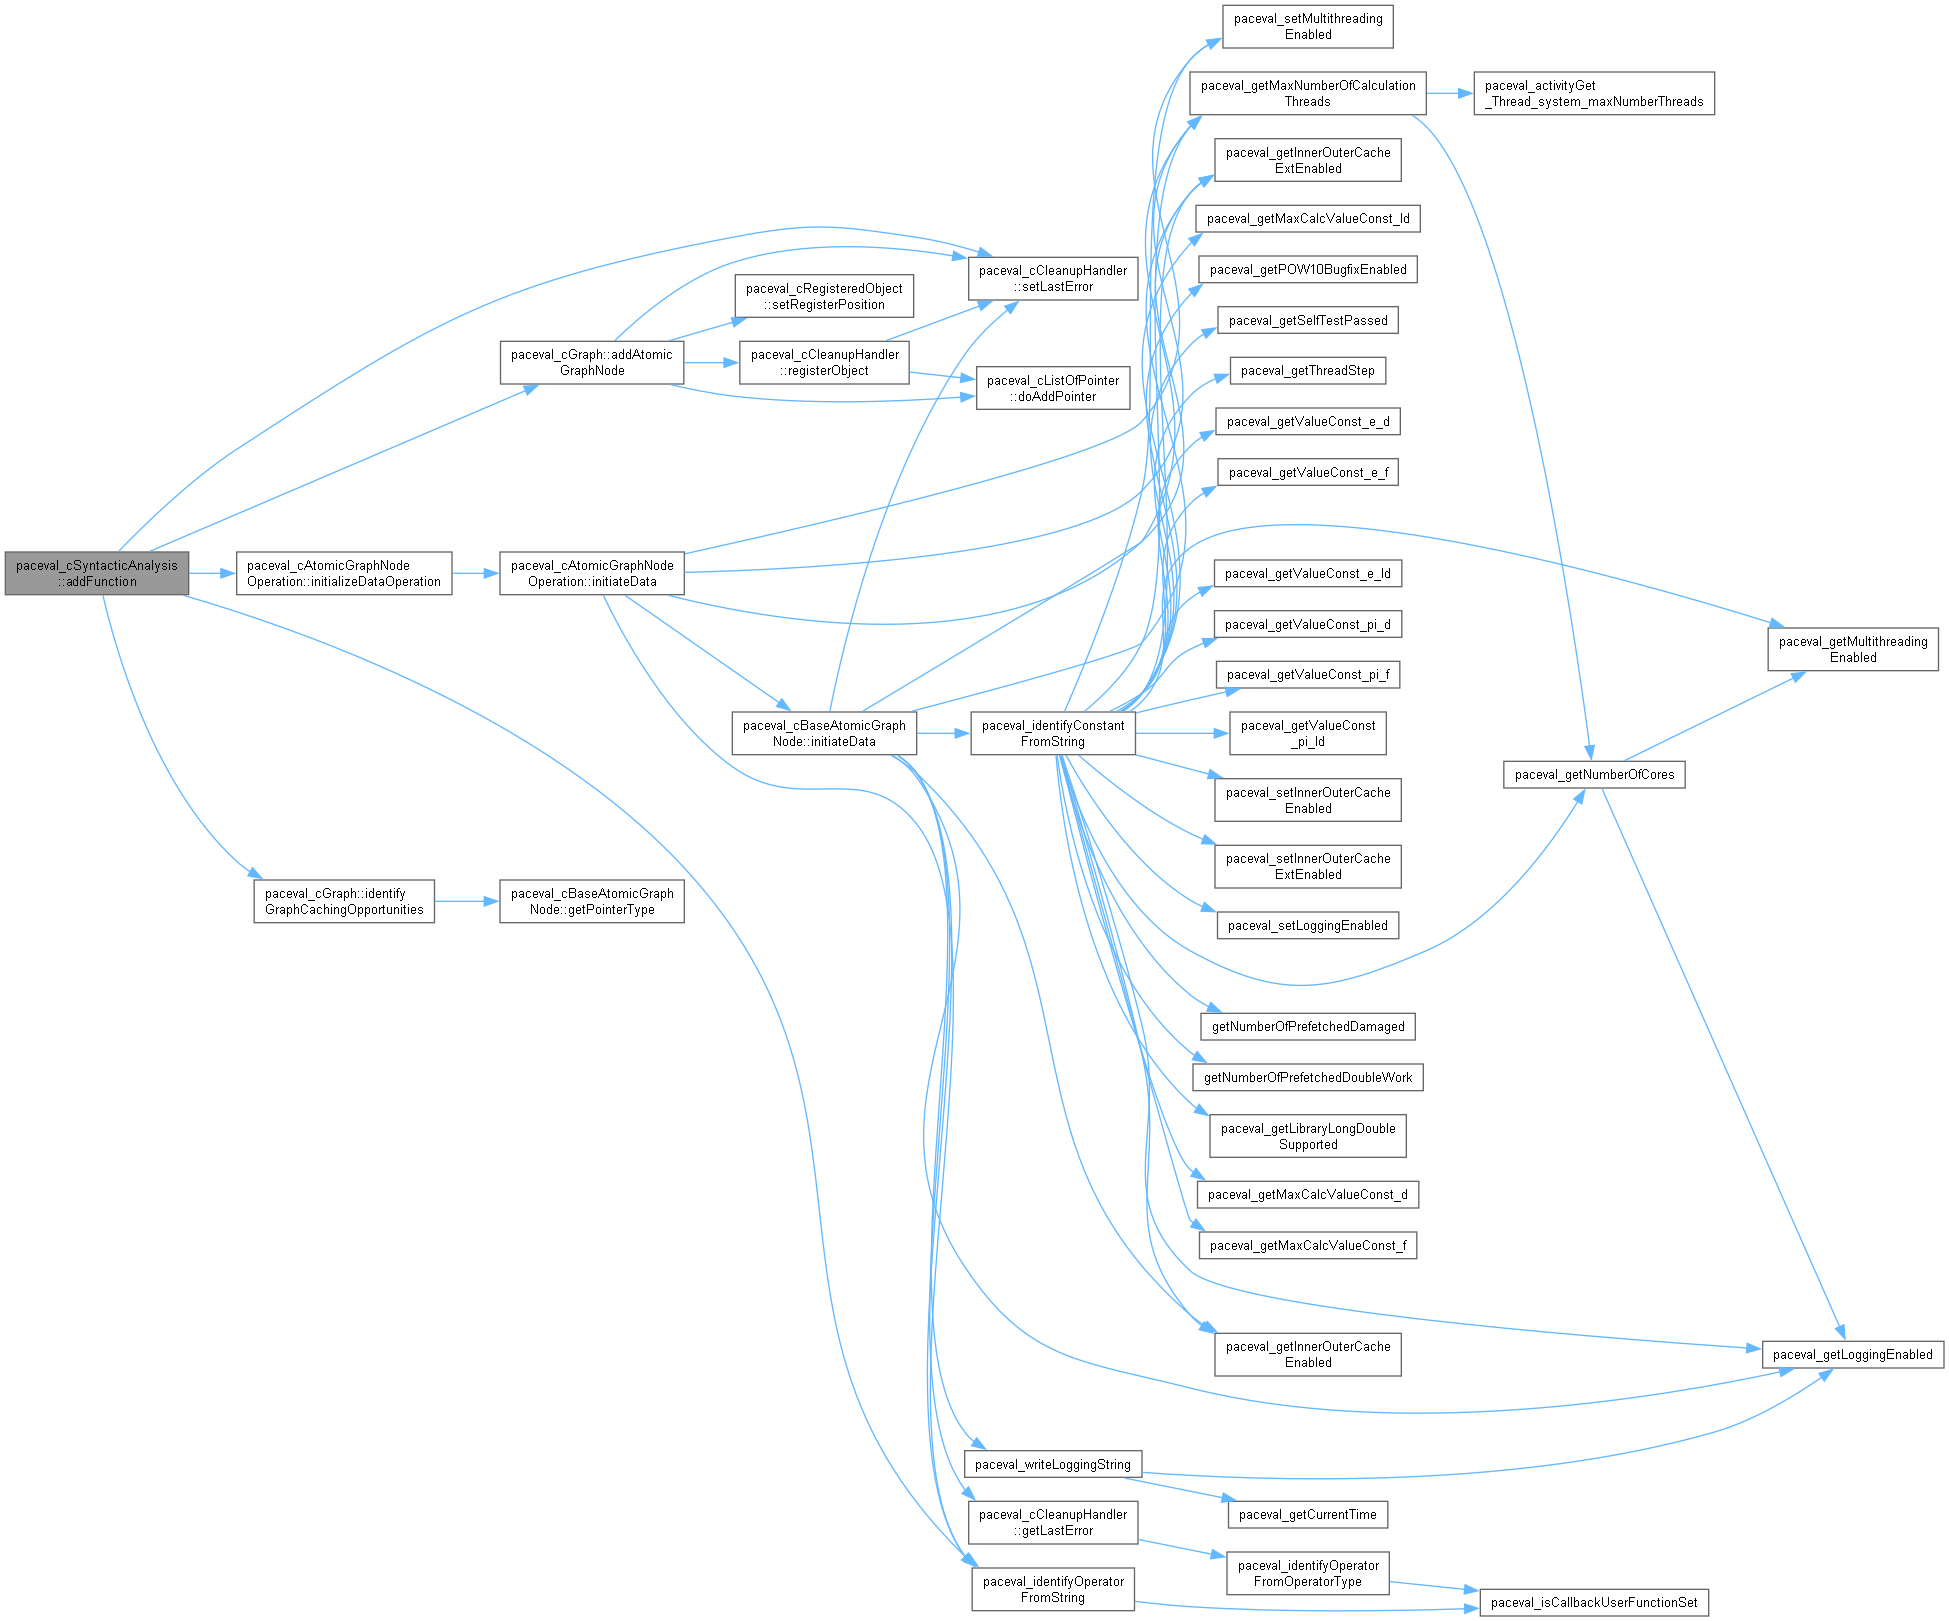 paceval_cSyntacticAnalysis
::addFunction
paceval_cAtomicGraphNode
Operation::initializeDataOperation
paceval_cGraph::identify
GraphCachingOpportunities
paceval_cGraph::addAtomic
GraphNode
paceval_cAtomicGraphNode
Operation::initiateData
paceval_cBaseAtomicGraph
Node::getPointerType
paceval_cRegisteredObject
::setRegisterPosition
paceval_cCleanupHandler
::registerObject
paceval_cBaseAtomicGraph
Node::initiateData
paceval_cCleanupHandler
::setLastError
paceval_cListOfPointer
::doAddPointer
paceval_identifyConstant
FromString
paceval_writeLoggingString
paceval_cCleanupHandler
::getLastError
paceval_identifyOperator
FromString
paceval_setMultithreading
Enabled
paceval_getMaxNumberOfCalculation
Threads
paceval_getInnerOuterCache
ExtEnabled
paceval_getMaxCalcValueConst_ld
paceval_getPOW10BugfixEnabled
paceval_getSelfTestPassed
paceval_getThreadStep
paceval_getValueConst_e_d
paceval_getValueConst_e_f
paceval_getValueConst_e_ld
paceval_getValueConst_pi_d
paceval_getValueConst_pi_f
paceval_getValueConst
_pi_ld
paceval_setInnerOuterCache
Enabled
paceval_setInnerOuterCache
ExtEnabled
paceval_setLoggingEnabled
getNumberOfPrefetchedDamaged
getNumberOfPrefetchedDoubleWork
paceval_getLibraryLongDouble
Supported
paceval_getMaxCalcValueConst_d
paceval_getMaxCalcValueConst_f
paceval_getInnerOuterCache
Enabled
paceval_getCurrentTime
paceval_identifyOperator
FromOperatorType
paceval_activityGet
_Thread_system_maxNumberThreads
paceval_getNumberOfCores
paceval_isCallbackUserFunctionSet
paceval_getMultithreading
Enabled
paceval_getLoggingEnabled